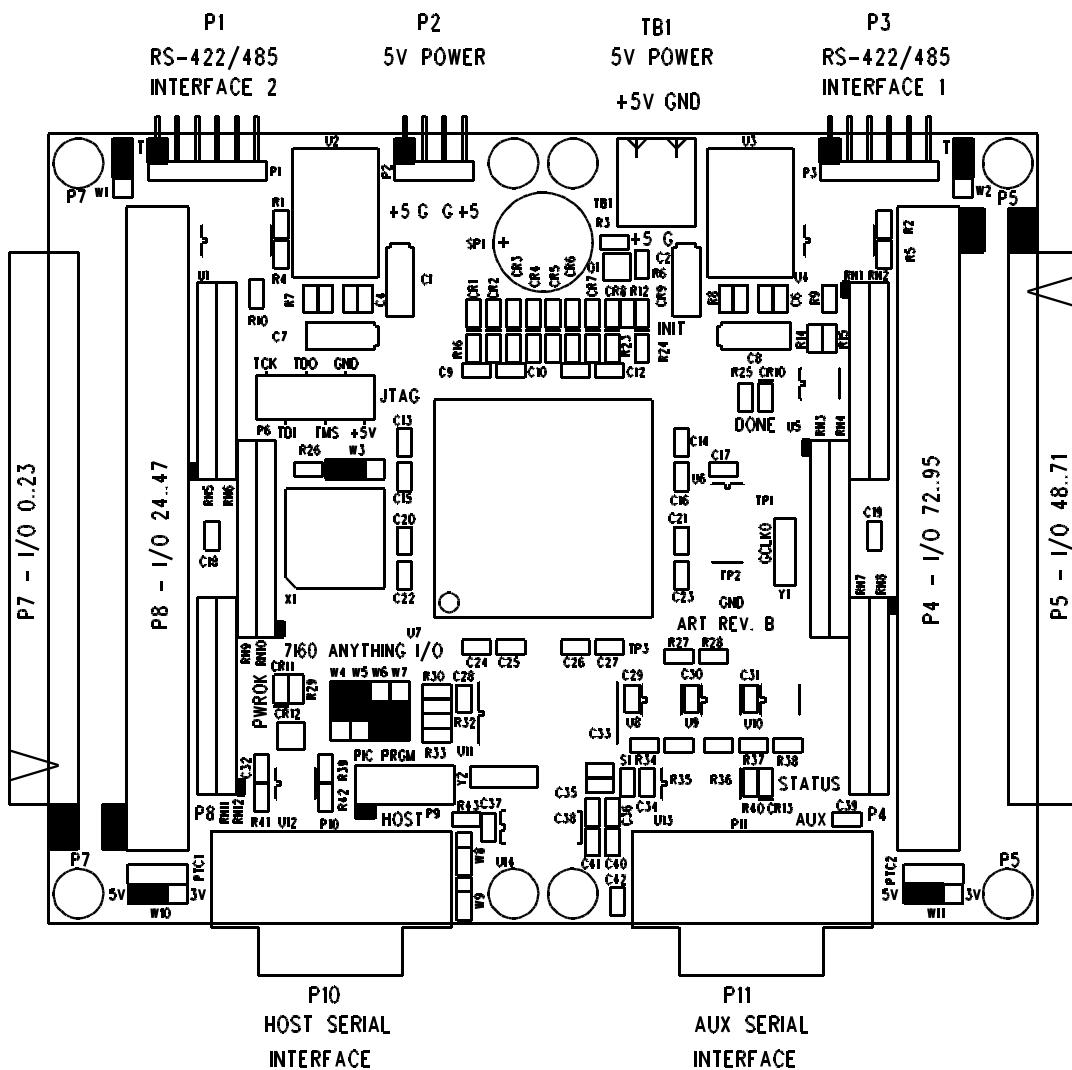 P1
RS-422/485
INTERFACE 2
P2
5V POWER
TB1
5V POWER
+5V GND
P3
RS-422/485
INTERFACE 1
T
U2
U3
T
P7
W1
P1
P2
P3
W2
P5
R1
+5 G G +5
TB1
R3
R2
SP1
+
+5 G
R5
R4
CR3
CR4
CR5
CR6
Q1
C2
R6
U1
C1
U4
RN1
RN2
R10
R7
C4
CR1
CR2
CR7
CR8
R12
CR9
R8
C6
R9
C7
INIT
R14
R15
R16
R23
R24
C8
TCK
TDO
GND
C9
C10
C12
R25
CR10
JTAG
TDI
TMS
+5V
P6
C13
C14
DONE
U5
RN3
RN4
R26
W3
C15
C16
U6
C17
P7 - I/O 0..23
P8 - I/O 24..47
RN5
RN6
TP1
P4 - I/O 72..95
P5 - I/O 48..71
C18
C20
C21
GCLK0
C19
X1
C22
C23
TP2
Y1
RN7
RN8
GND
ART REV. B
U7
7I60 ANYTHING I/O
RN9
RN10
C24
C25
C26
C27
TP3
R27
R28
CR11
W4
W5
W6
W7
R30
C28
C29
C30
C31
PWROK
R29
CR12
R32
U8
U9
U10
R33
U11
C33
PIC PRGM
S1
R34
R37
R38
C32
R39
Y2
C35
R35
R36
STATUS
R42
C34
R40
CR13
P8
RN11
RN12
R41
U12
P10
HOST
P9
R43
C37
C38
C36
U13
P11
AUX
C39
P4
P7
PTC1
W8
U14
C41
C40
PTC2
P5
5V
3V
W10
W9
C42
5V
3V
W11
P10
HOST SERIAL
INTERFACE
P11
AUX SERIAL
INTERFACE